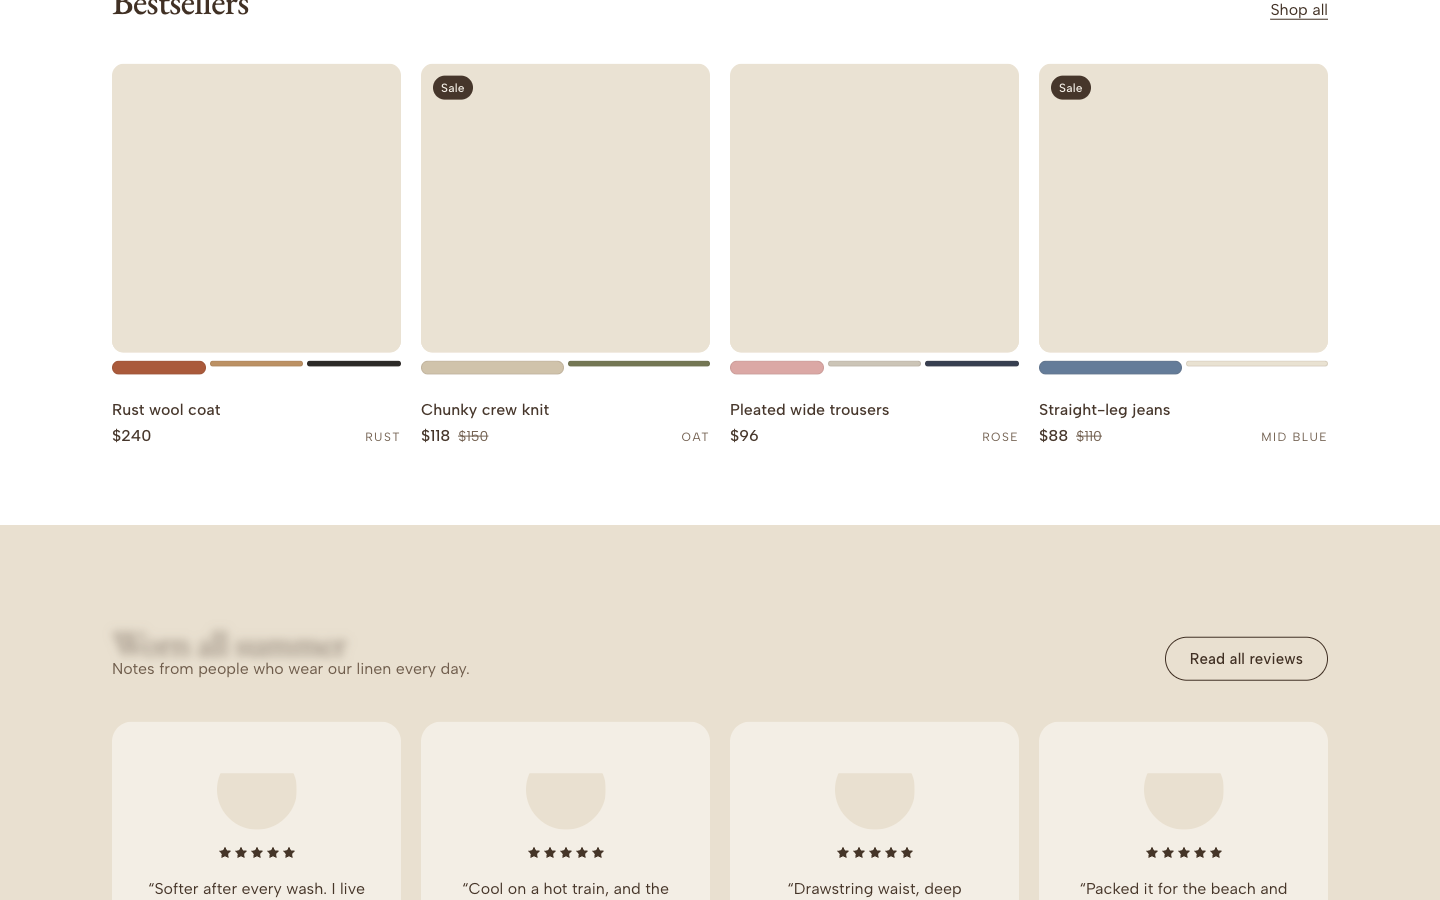 Bestsellers
Shop all
Sale
Sale
Rust wool coat
$240
RUST
Chunky crew knit
$118 $150
OAT
Pleated wide trousers
$96
ROSE
Straight-leg jeans
$88 $110
MID BLUE
Worn all summer
Notes from people who wear our linen every day.
Read all reviews
“Softer after every wash. I live
“Cool on a hot train, and the
“Drawstring waist, deep
“Packed it for the beach and